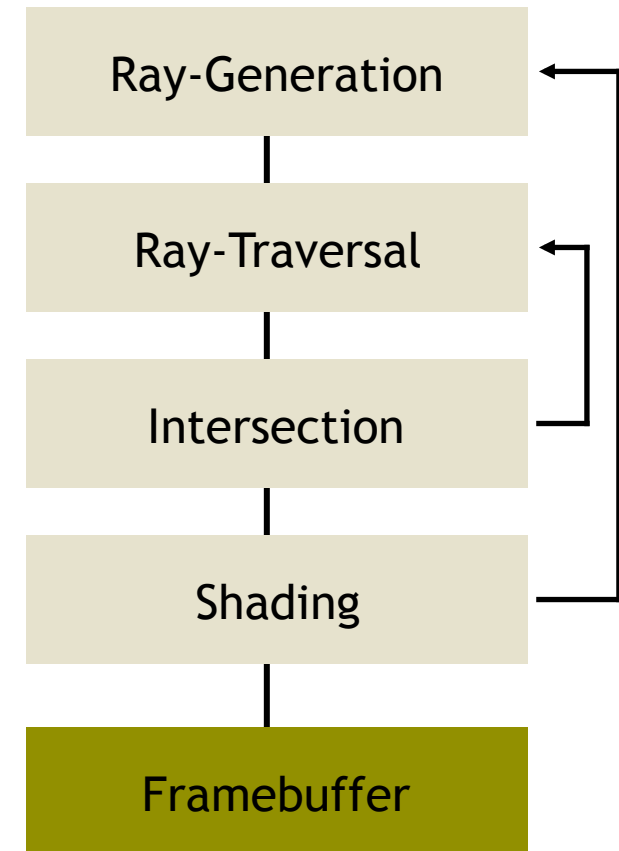 Ray-Generation
Ray-Traversal
Intersection
Shading
Framebuffer